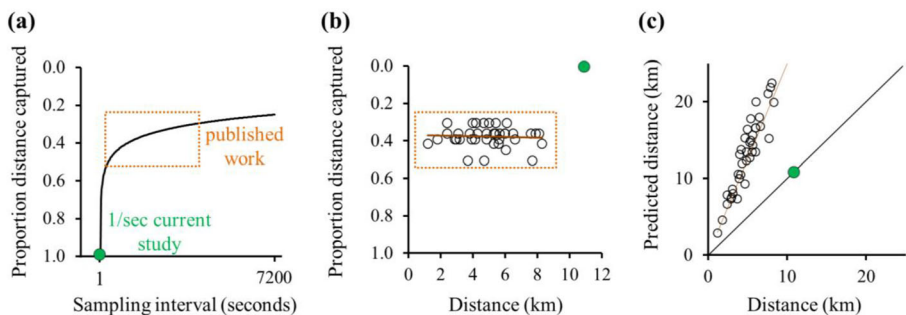 (a)
Proportion distance captured
0.0
0.2
0.4
0.6
0.8
1.0
published
work
1/sec current
study
1
7200
Sampling interval (seconds)
(b)
Proportion distance captured
0.0
0.2
0.4
0.6
0.8
1.0
0 2 4 6 8 10 12
Distance (km)
(c)
Predicted distance (km)
20
10
0
0 10 20
Distance (km)